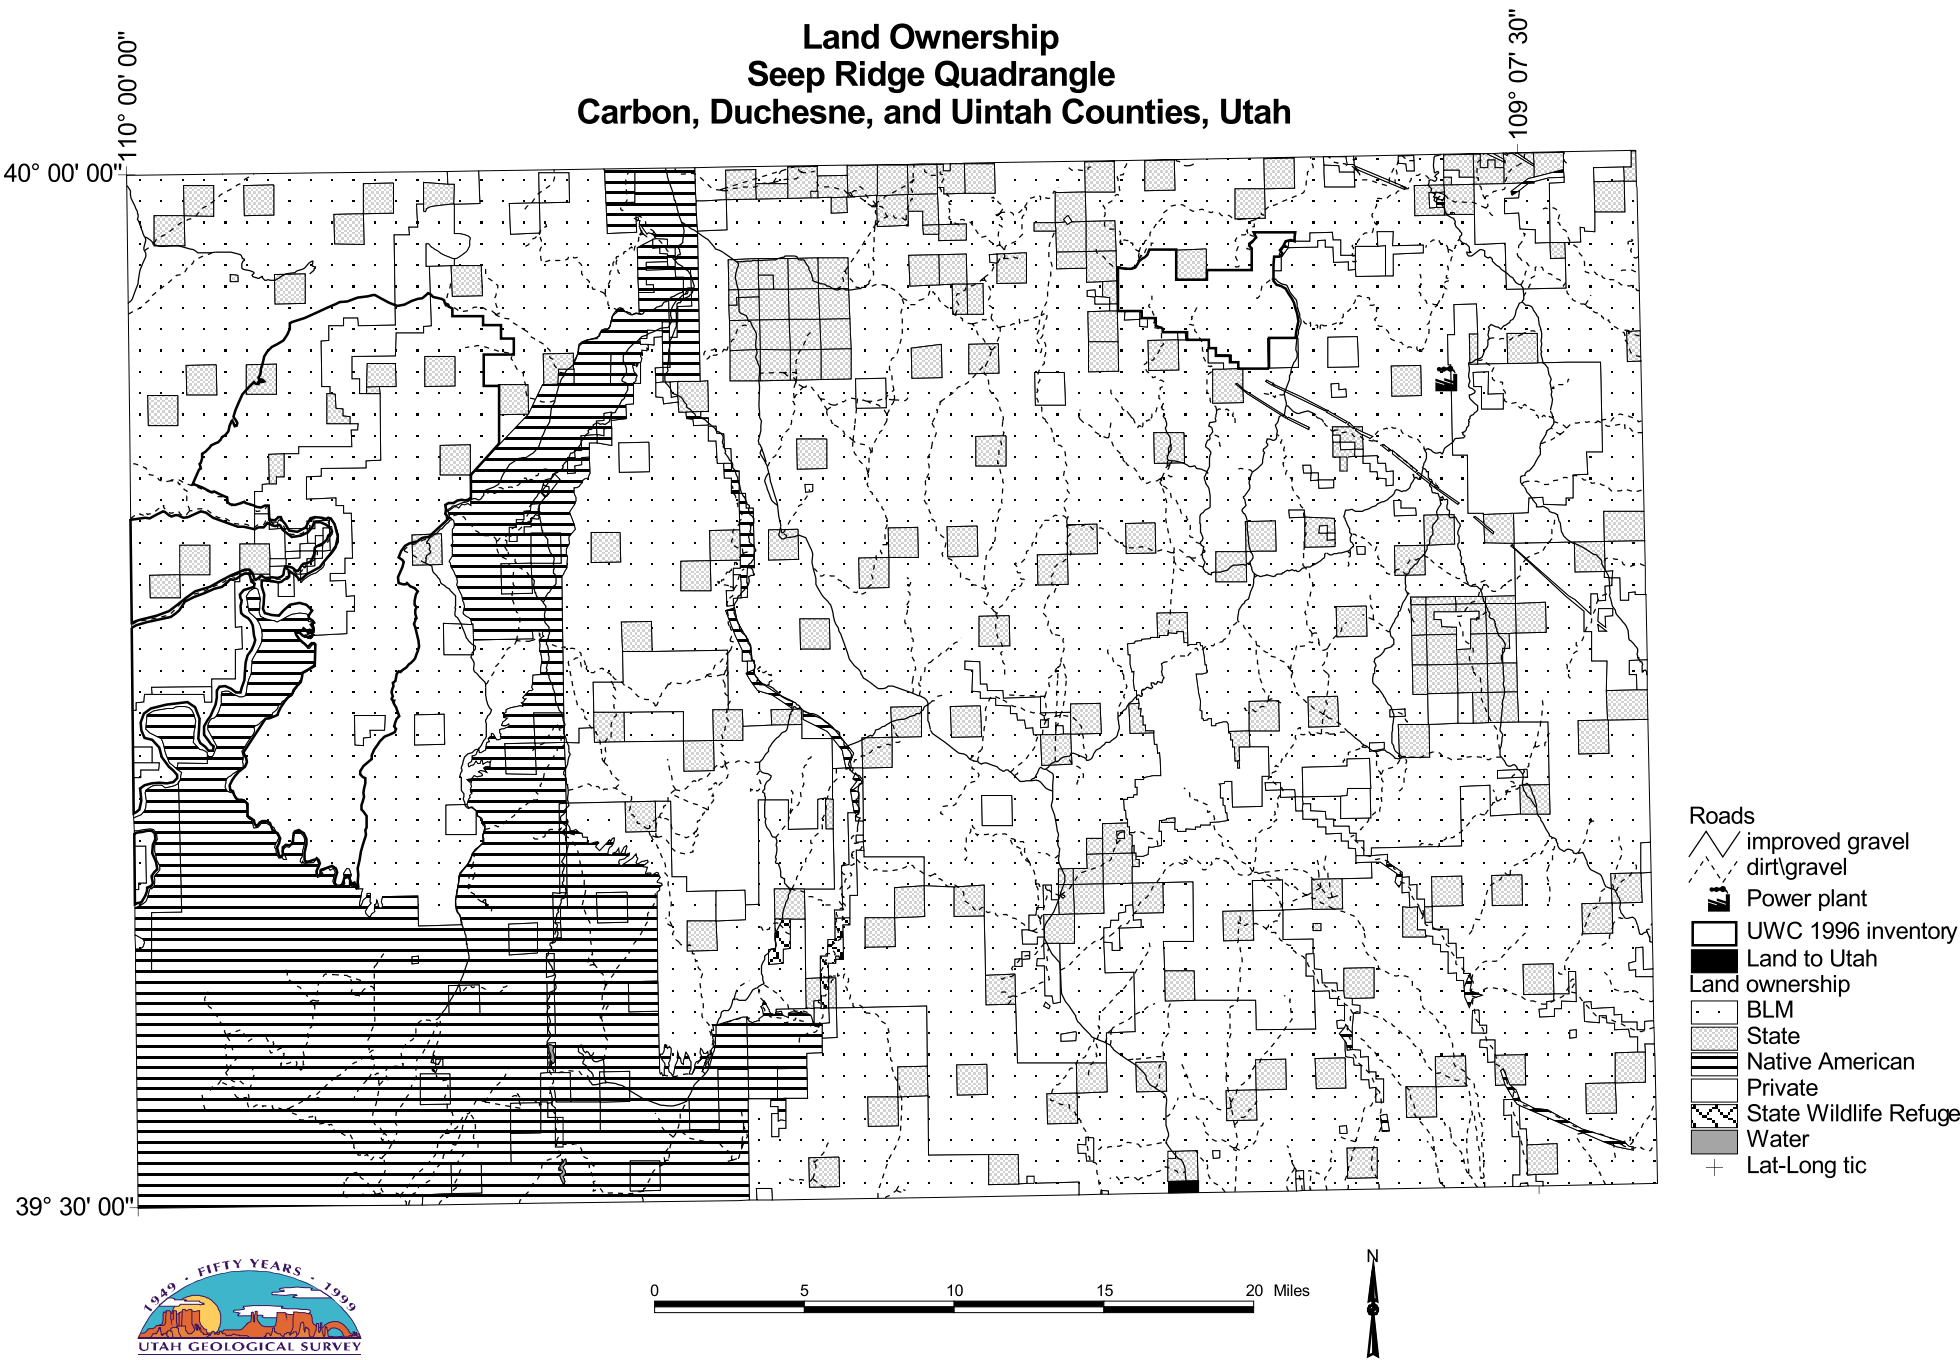 Land Ownership
Seep Ridge Quadrangle
Carbon, Duchesne, and Uintah Counties, Utah
110° 00' 00"
109° 07' 30"
40° 00' 00"
39° 30' 00"
Roads
improved gravel
dirt\gravel
Power plant
UWC 1996 inventory
Land to Utah
Land ownership
BLM
State
Native American
Private
State Wildlife Refuge
Water
Lat-Long tic
1949 - FIFTY YEARS - 1999
UTAH GEOLOGICAL SURVEY
0 5 10 15 20 Miles
N